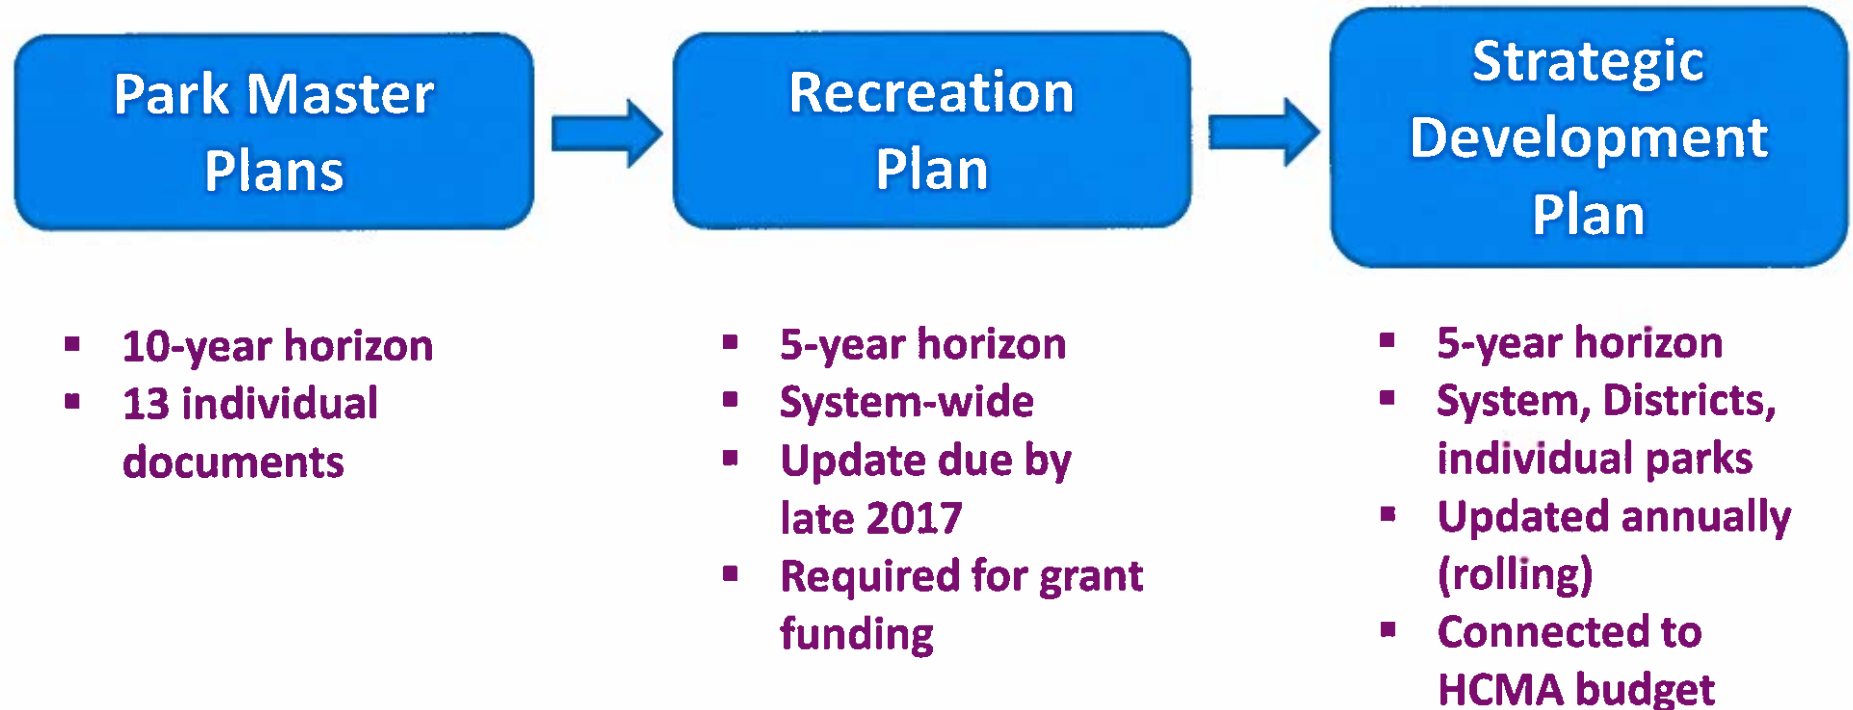 Park Master
Plans
Recreation
Plan
Strategic
Development
Plan
▪ 10-year horizon
▪ 13 individual
documents
▪ 5-year horizon
▪ System-wide
▪ Update due by
late 2017
▪ Required for grant
funding
▪ 5-year horizon
▪ System, Districts,
individual parks
▪ Updated annually
(rolling)
▪ Connected to
HCMA budget